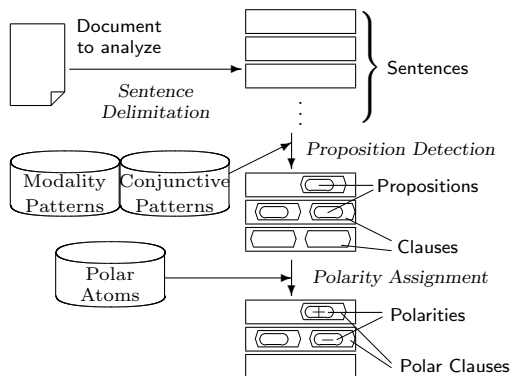 Document
to analyze
Sentence
Delimitation
Sentences
Proposition Detection
Modality
Patterns
Conjunctive
Patterns
Propositions
Clauses
Polar
Atoms
Polarity Assignment
+
Polarities
−
Polar Clauses